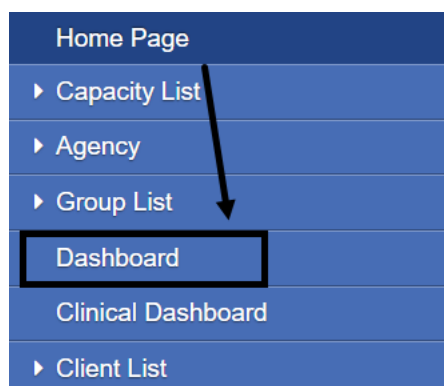 Home Page
Capacity List
Agency
Group List
Dashboard
Clinical Dashboard
Client List